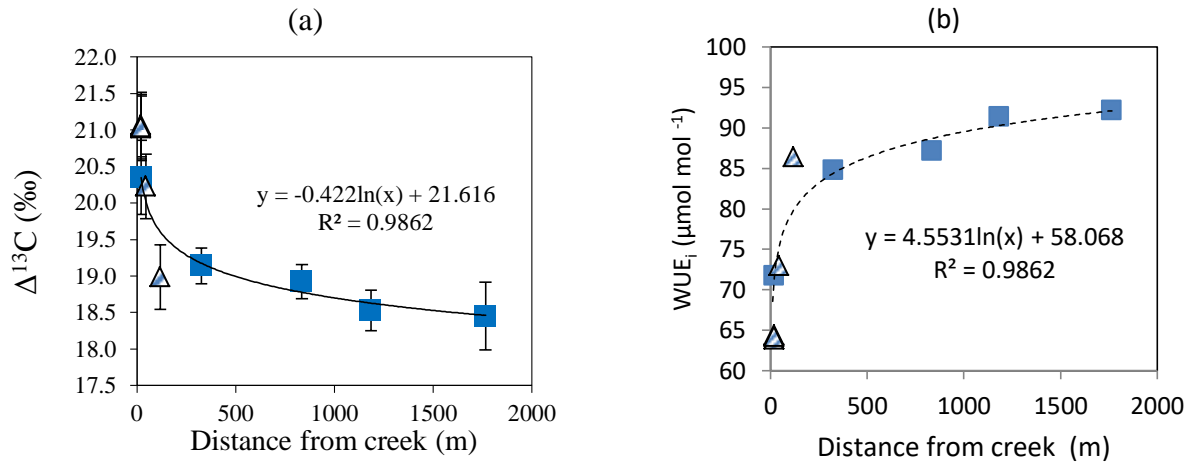 (a)
22.0
21.5
21.0
20.5
20.0
19.5
19.0
18.5
18.0
17.5
Δ¹³C (‰)
y = -0.422ln(x) + 21.616
R² = 0.9862
0 500 1000 1500 2000
Distance from creek (m)
(b)
100
95
90
85
80
75
70
65
60
WUEᵢ (µmol mol ⁻¹)
y = 4.5531ln(x) + 58.068
R² = 0.9862
0 500 1000 1500 2000
Distance from creek (m)